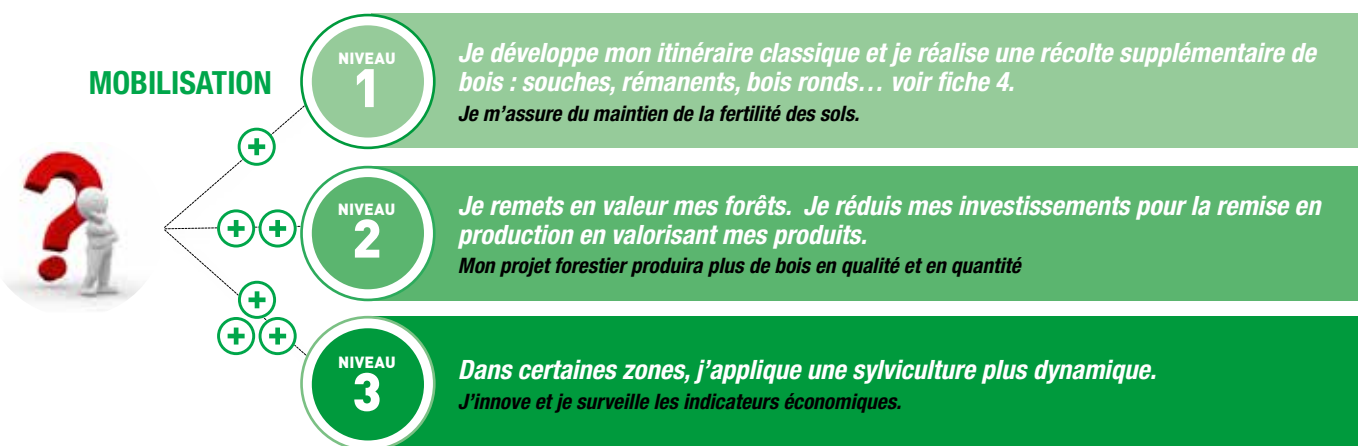 MOBILISATION
NIVEAU
1
Je développe mon itinéraire classique et je réalise une récolte supplémentaire de
bois : souches, rémanents, bois ronds… voir fiche 4.
Je m’assure du maintien de la fertilité des sols.
+
NIVEAU
2
Je remets en valeur mes forêts. Je réduis mes investissements pour la remise en
production en valorisant mes produits.
Mon projet forestier produira plus de bois en qualité et en quantité
+ +
NIVEAU
3
Dans certaines zones, j’applique une sylviculture plus dynamique.
J’innove et je surveille les indicateurs économiques.
+
+ +
?